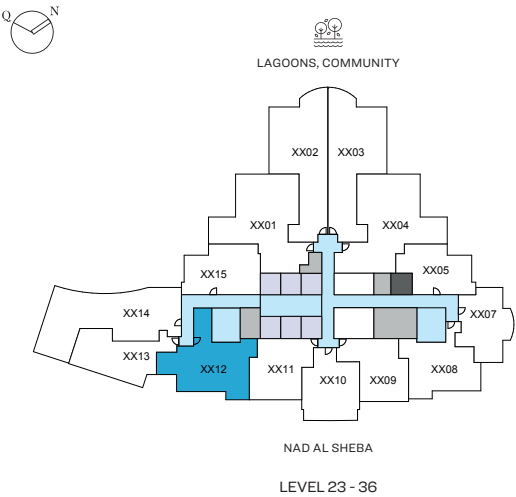 Q N
LAGOONS, COMMUNITY
XX02 XX03
XX01 XX04
XX15 XX05
XX14 XX07
XX13
XX12 XX11 XX10 XX09 XX08
NAD AL SHEBA
LEVEL 23 - 36